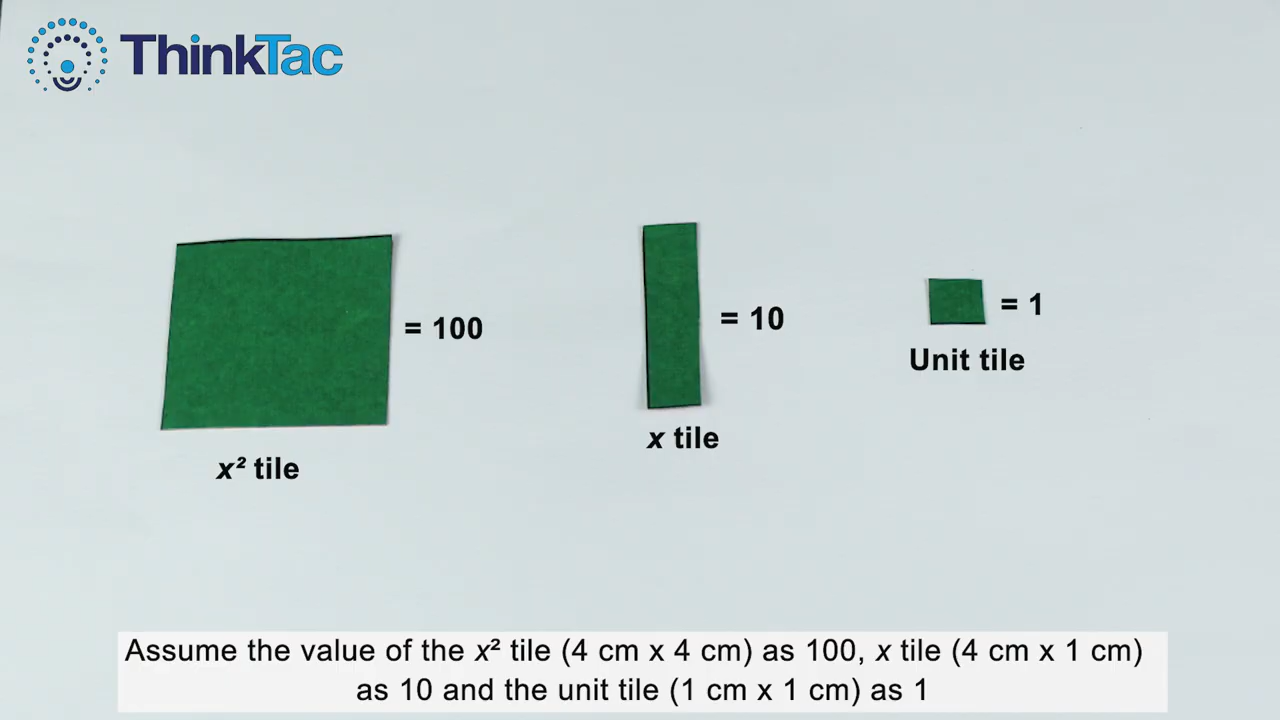 ThinkTac
= 100
= 10
= 1
Unit tile
x tile
x² tile
Assume the value of the x² tile (4 cm x 4 cm) as 100, x tile (4 cm x 1 cm)
as 10 and the unit tile (1 cm x 1 cm) as 1